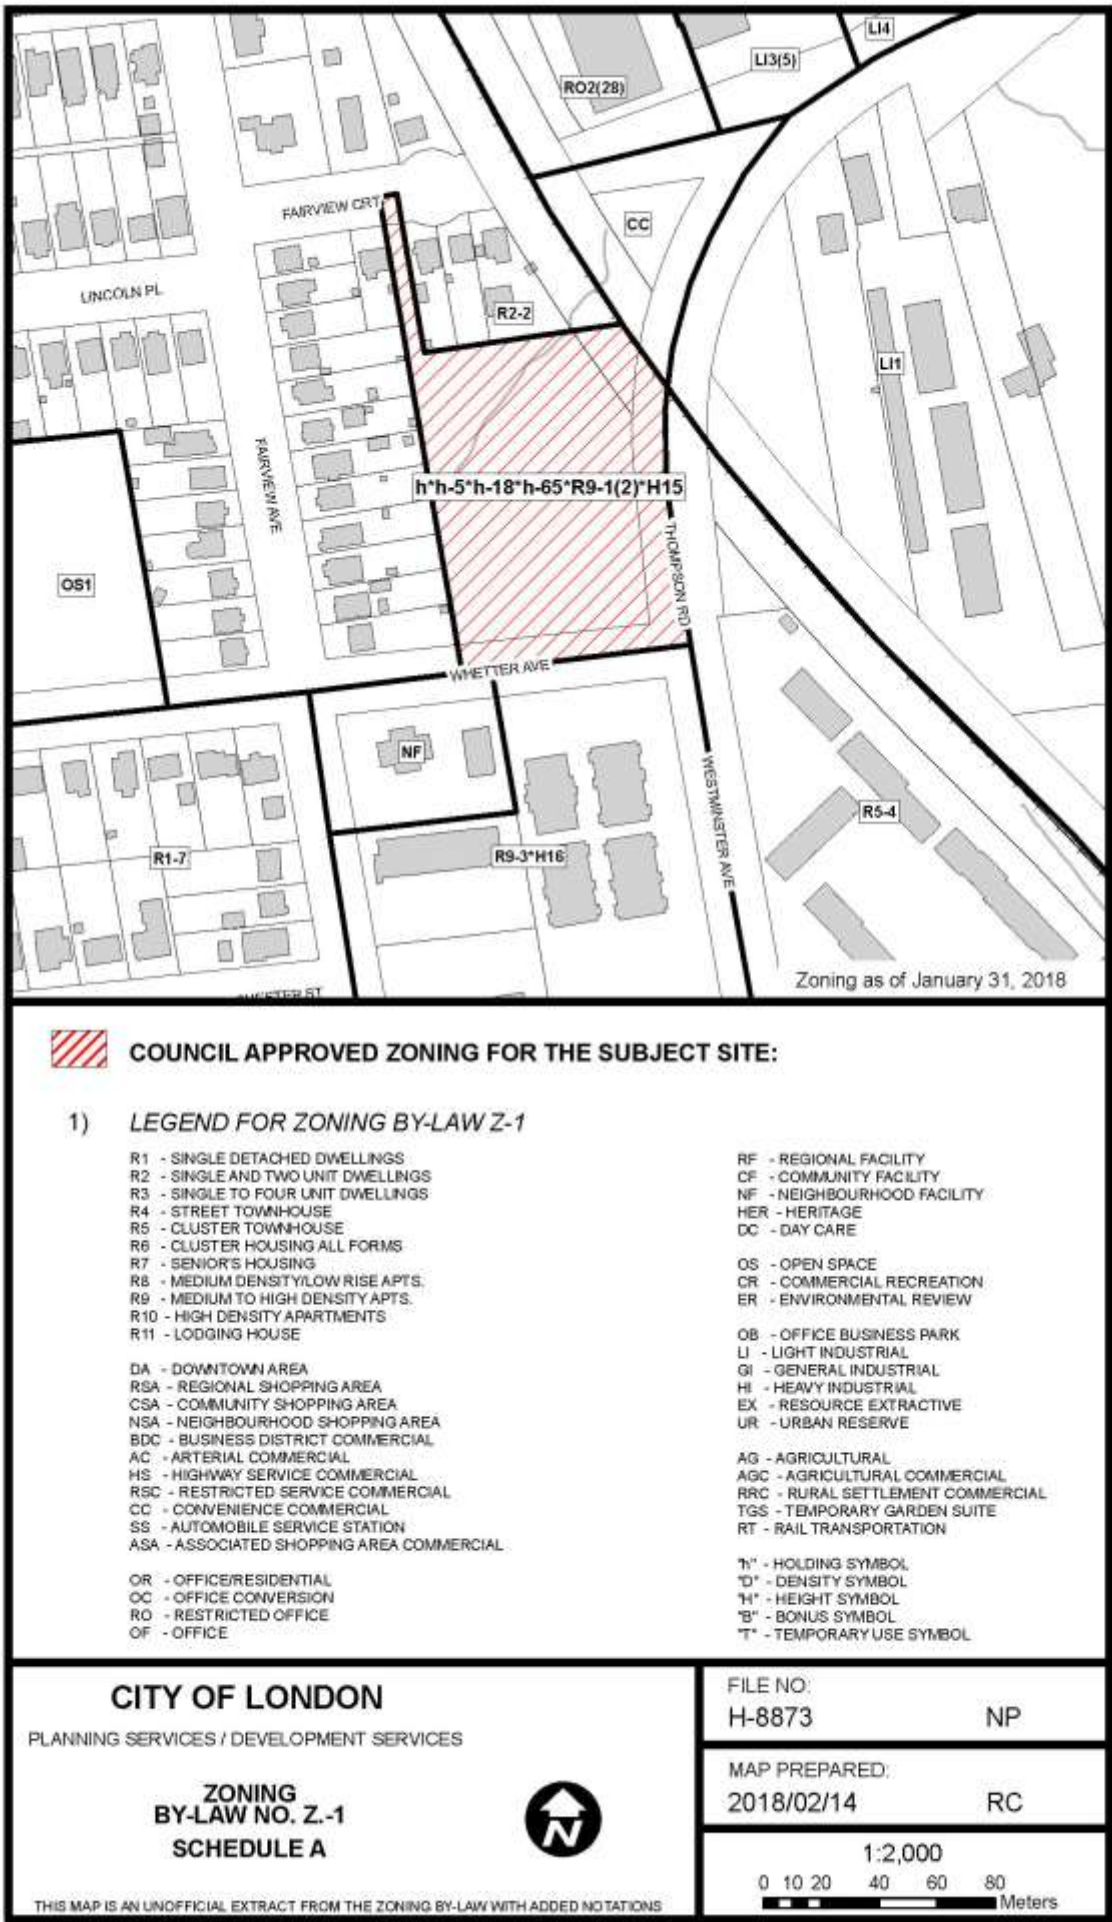 LI4
LI3(5)
RO2(28)
FAIRVIEW CRT
CC
LINCOLN PL
R2-2
LI1
FAIRVIEW AVE
h*h-5*h-18*h-65*R9-1(2)*H15
THOMPSON RD
OS1
WHETTER AVE
NF
WESTMINSTER AVE
R5-4
R1-7
R9-3*H16
Zoning as of January 31, 2018
COUNCIL APPROVED ZONING FOR THE SUBJECT SITE:
1) LEGEND FOR ZONING BY-LAW Z-1
R1 - SINGLE DETACHED DWELLINGS
R2 - SINGLE AND TWO UNIT DWELLINGS
R3 - SINGLE TO FOUR UNIT DWELLINGS
R4 - STREET TOWNHOUSE
R5 - CLUSTER TOWNHOUSE
R6 - CLUSTER HOUSING ALL FORMS
R7 - SENIOR'S HOUSING
R8 - MEDIUM DENSITY/LOW RISE APTS.
R9 - MEDIUM TO HIGH DENSITY APTS.
R10 - HIGH DENSITY APARTMENTS
R11 - LODGING HOUSE
DA - DOWNTOWN AREA
RSA - REGIONAL SHOPPING AREA
CSA - COMMUNITY SHOPPING AREA
NSA - NEIGHBOURHOOD SHOPPING AREA
BDC - BUSINESS DISTRICT COMMERCIAL
AC - ARTERIAL COMMERCIAL
HS - HIGHWAY SERVICE COMMERCIAL
RSC - RESTRICTED SERVICE COMMERCIAL
CC - CONVENIENCE COMMERCIAL
SS - AUTOMOBILE SERVICE STATION
ASA - ASSOCIATED SHOPPING AREA COMMERCIAL
OR - OFFICE/RESIDENTIAL
OC - OFFICE CONVERSION
RO - RESTRICTED OFFICE
OF - OFFICE
RF - REGIONAL FACILITY
CF - COMMUNITY FACILITY
NF - NEIGHBOURHOOD FACILITY
HER - HERITAGE
DC - DAY CARE
OS - OPEN SPACE
CR - COMMERCIAL RECREATION
ER - ENVIRONMENTAL REVIEW
OB - OFFICE BUSINESS PARK
LI - LIGHT INDUSTRIAL
GI - GENERAL INDUSTRIAL
HI - HEAVY INDUSTRIAL
EX - RESOURCE EXTRACTIVE
UR - URBAN RESERVE
AG - AGRICULTURAL
AGC - AGRICULTURAL COMMERCIAL
RRC - RURAL SETTLEMENT COMMERCIAL
TGS - TEMPORARY GARDEN SUITE
RT - RAIL TRANSPORTATION
"h" - HOLDING SYMBOL
"D" - DENSITY SYMBOL
"H" - HEIGHT SYMBOL
"B" - BONUS SYMBOL
"T" - TEMPORARY USE SYMBOL
CITY OF LONDON
PLANNING SERVICES / DEVELOPMENT SERVICES
ZONING
BY-LAW NO. Z.-1
SCHEDULE A
N
THIS MAP IS AN UNOFFICIAL EXTRACT FROM THE ZONING BY-LAW WITH ADDED NOTATIONS
FILE NO:
H-8873 NP
MAP PREPARED:
2018/02/14 RC
1:2,000
0 10 20 40 60 80
Meters